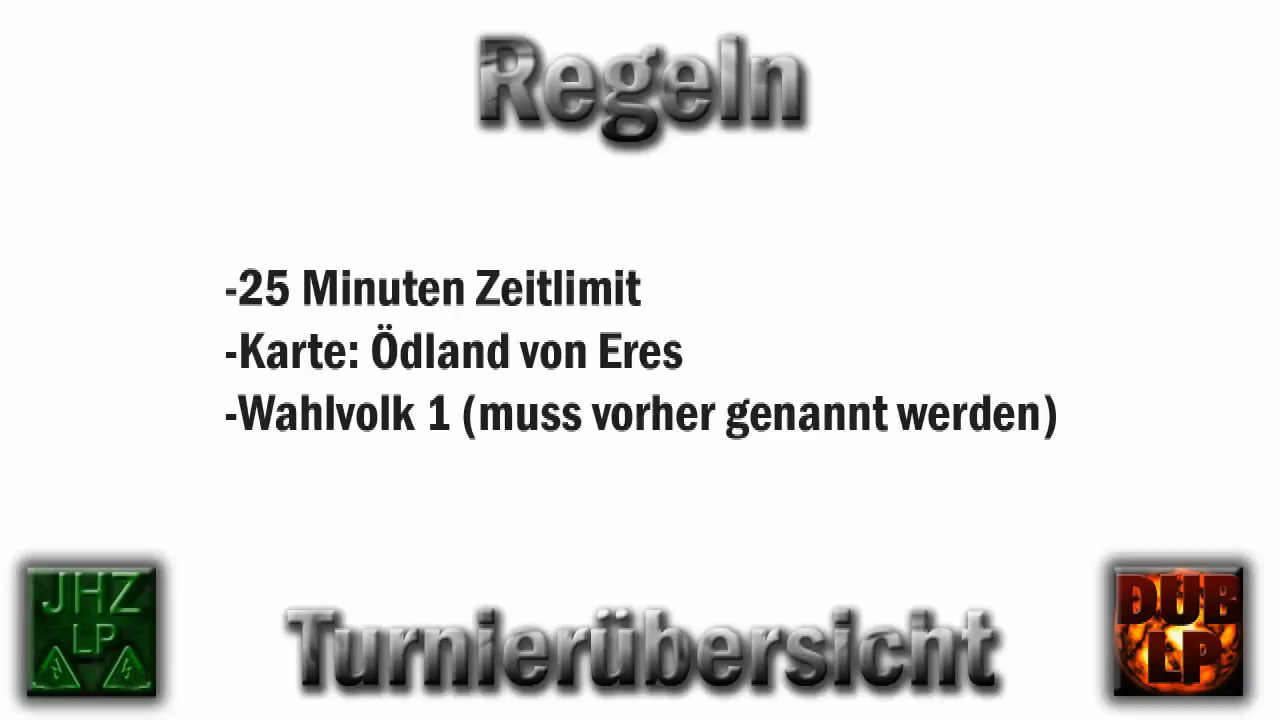 Regeln
-25 Minuten Zeitlimit
-Karte: Ödland von Eres
-Wahlvolk 1 (muss vorher genannt werden)
JHZ
LP
Turnierübersicht
DUB
LP